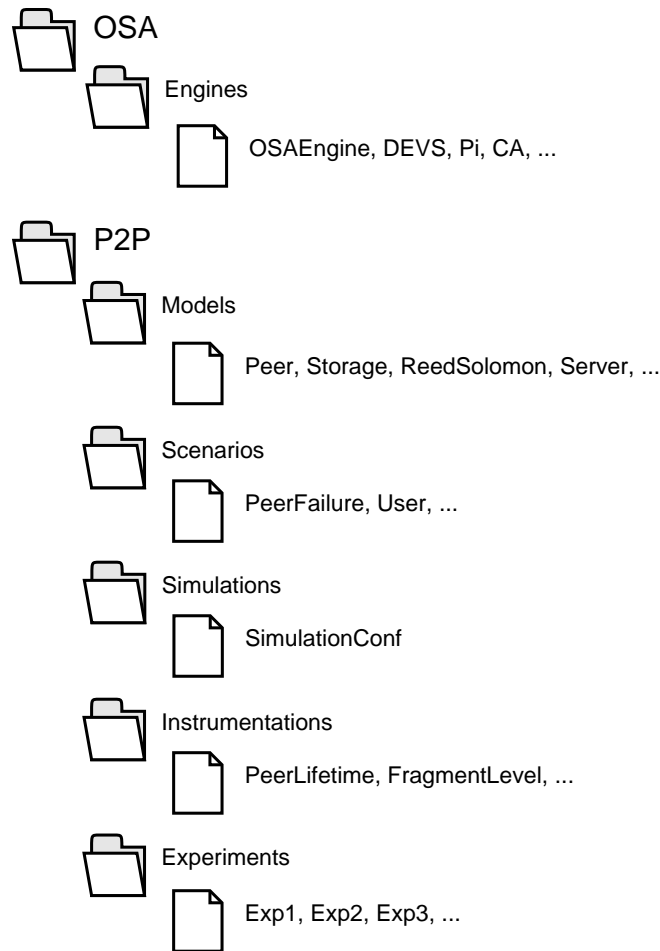 OSA
Engines
OSAEngine, DEVS, Pi, CA, ...
P2P
Models
Peer, Storage, ReedSolomon, Server, ...
Scenarios
PeerFailure, User, ...
Simulations
SimulationConf
Instrumentations
PeerLifetime, FragmentLevel, ...
Experiments
Exp1, Exp2, Exp3, ...